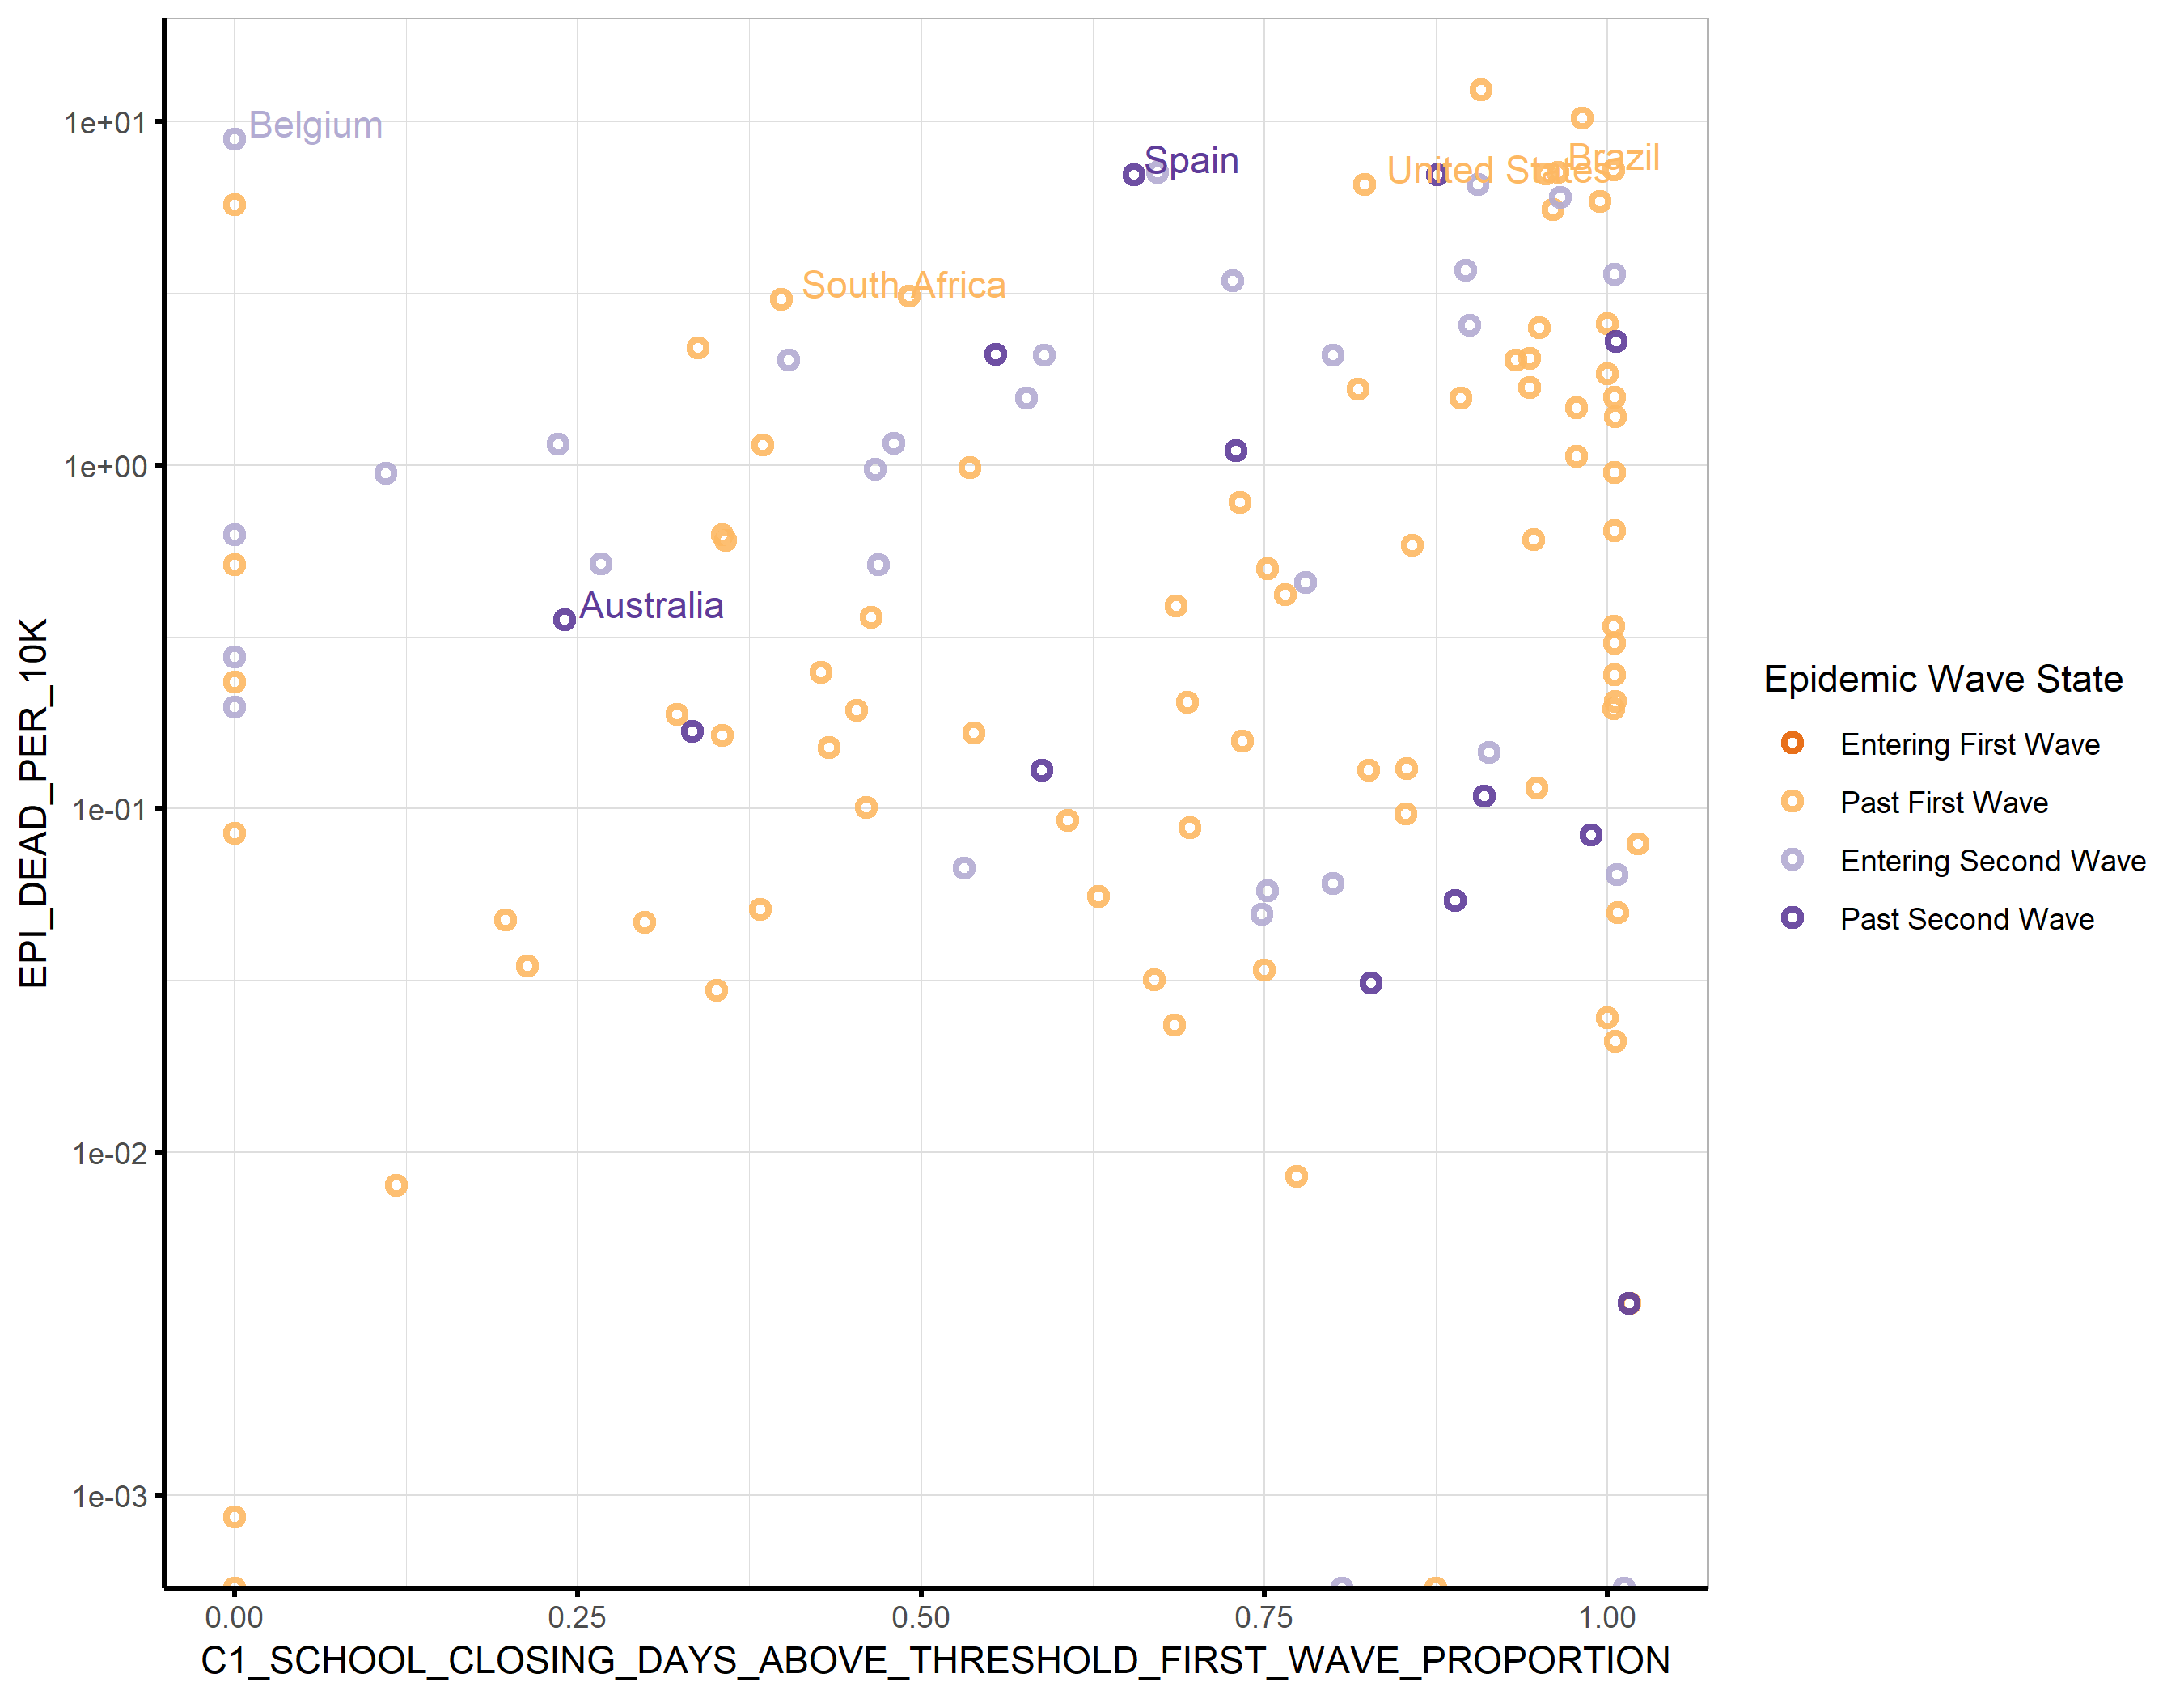 Belgium
Spain
United States
Brazil
South Africa
Australia
1e+01
1e+00
1e-01
1e-02
1e-03
EPI_DEAD_PER_10K
0.00 0.25 0.50 0.75 1.00
C1_SCHOOL_CLOSING_DAYS_ABOVE_THRESHOLD_FIRST_WAVE_PROPORTION
Epidemic Wave State
Entering First Wave
Past First Wave
Entering Second Wave
Past Second Wave